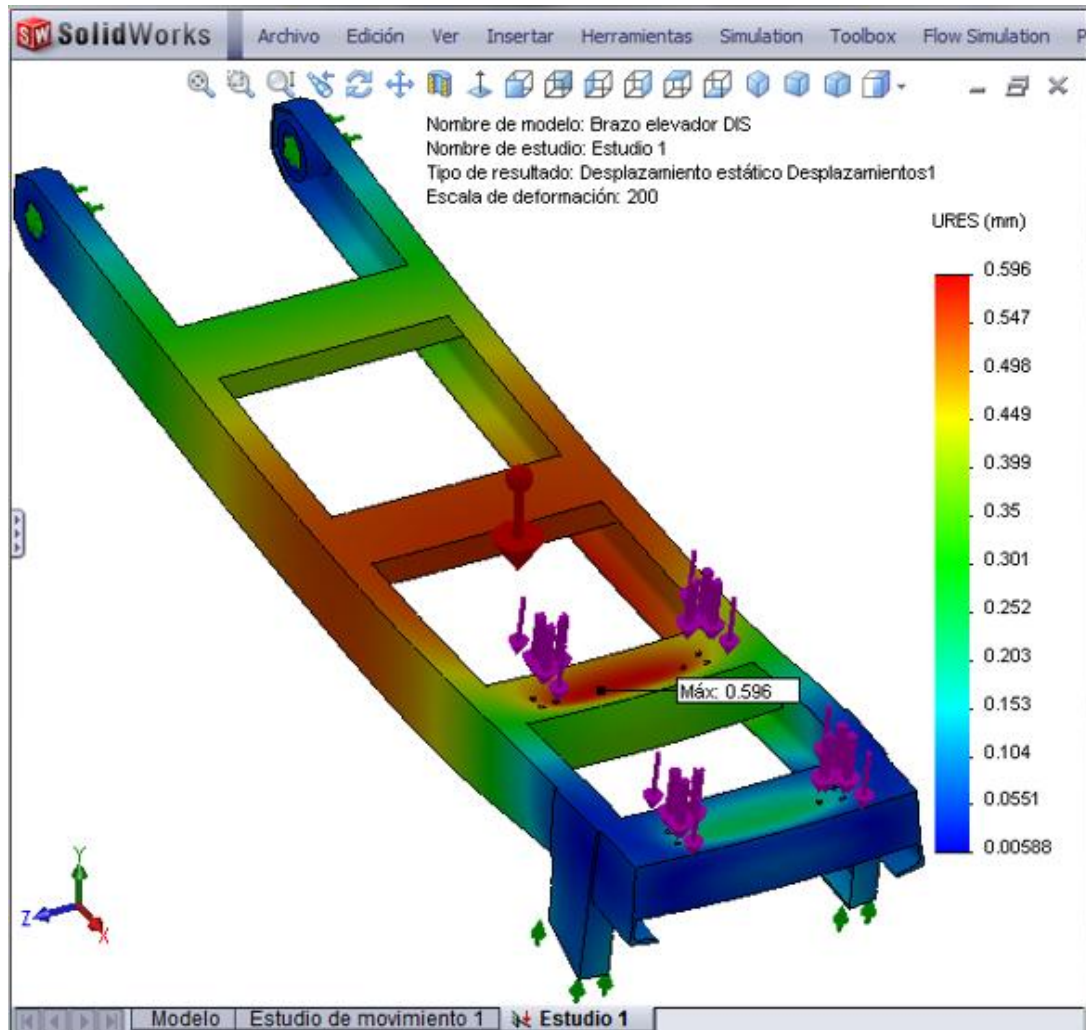 SW SolidWorks Archivo Edición Ver Insertar Herramientas Simulation Toolbox Flow Simulation P
Nombre de modelo: Brazo elevador DIS
Nombre de estudio: Estudio 1
Tipo de resultado: Desplazamiento estático Desplazamientos1
Escala de deformación: 200
URES (mm)
0.596
0.547
0.498
0.449
0.399
0.35
0.301
0.252
0.203
0.153
0.104
0.0551
0.00588
Máx: 0.596
Y
Z
X
Modelo Estudio de movimiento 1 Estudio 1